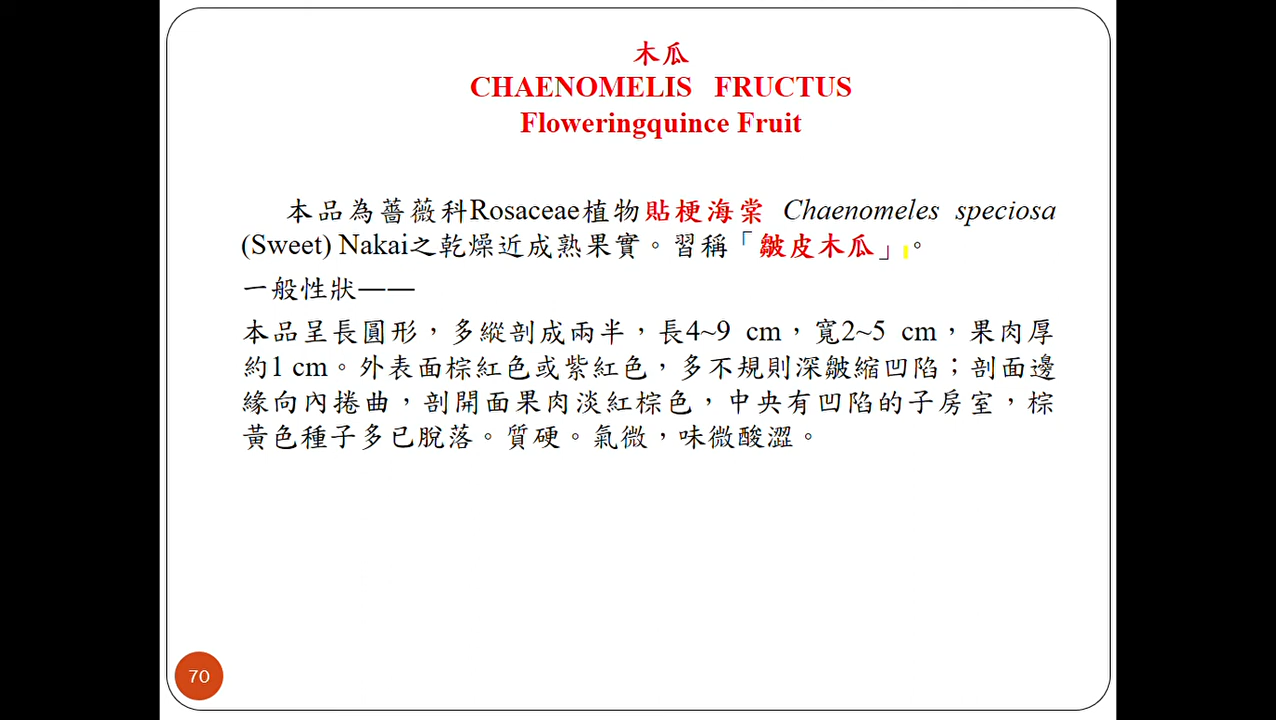 木瓜
CHAENOMELIS FRUCTUS
Floweringquince Fruit
本品為薔薇科Rosaceae植物貼梗海棠 Chaenomeles speciosa
(Sweet) Nakai之乾燥近成熟果實。習稱「皺皮木瓜」。
一般性狀——
本品呈長圓形，多縱剖成兩半，長4~9 cm，寬2~5 cm，果肉厚
約1 cm。外表面棕紅色或紫紅色，多不規則深皺縮凹陷；剖面邊
緣向內捲曲，剖開面果肉淡紅棕色，中央有凹陷的子房室，棕
黃色種子多已脫落。質硬。氣微，味微酸澀。
70